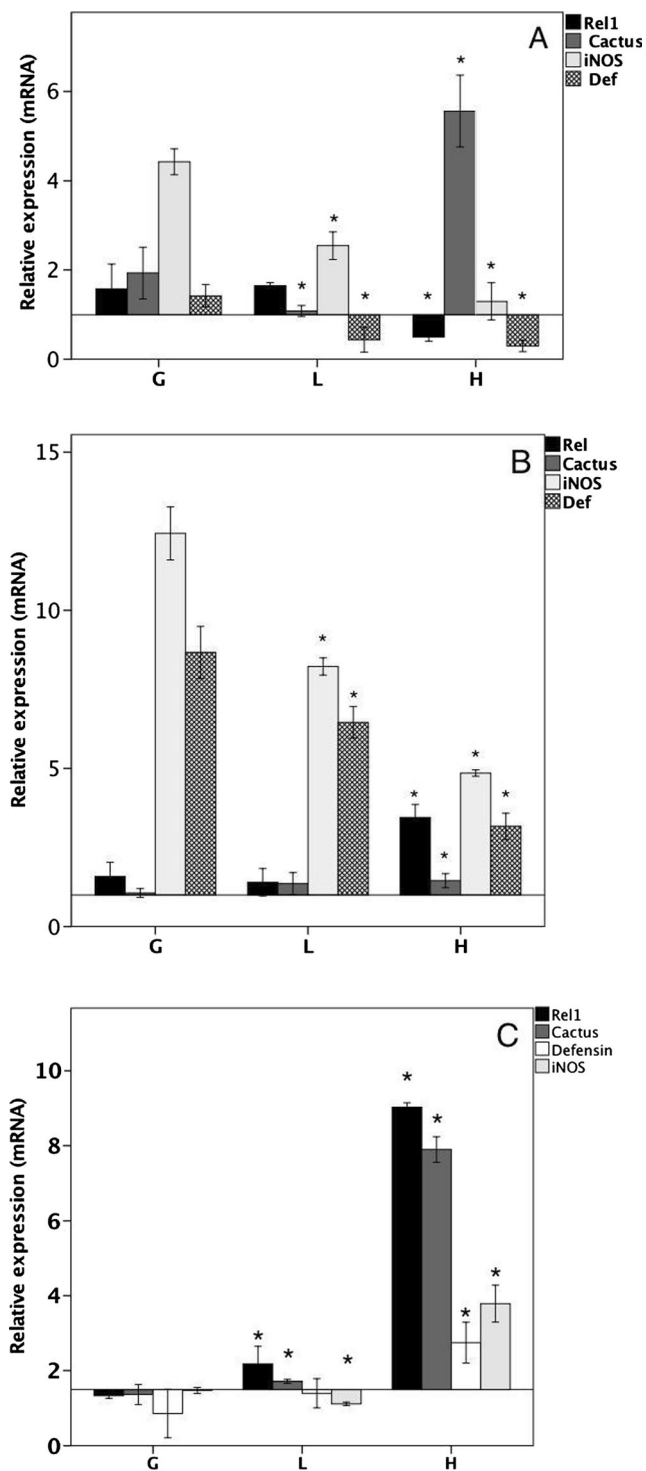 A
Rel1
Cactus
iNOS
Def
Relative expression (mRNA)
6
4
2
0
* * * * * * *
G L H
B
Rel
Cactus
iNOS
Def
Relative expression (mRNA)
15
10
5
0
* * * * * *
G L H
C
Rel1
Cactus
Defensin
iNOS
Relative expression (mRNA)
10
8
6
4
2
0
* * * * * * *
G L H